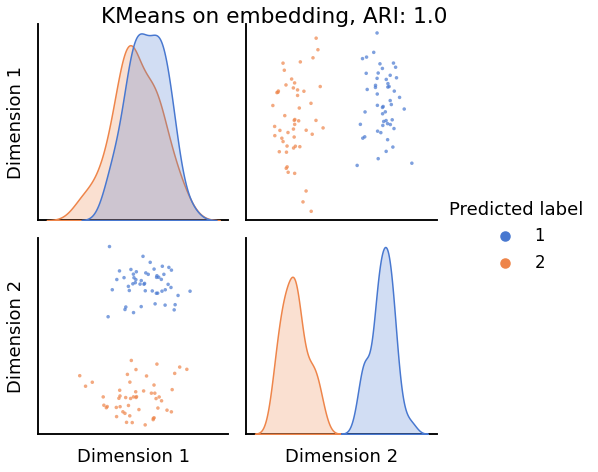 KMeans on embedding, ARI: 1.0
Dimension 1
Predicted label
1
2
Dimension 2
Dimension 1
Dimension 2